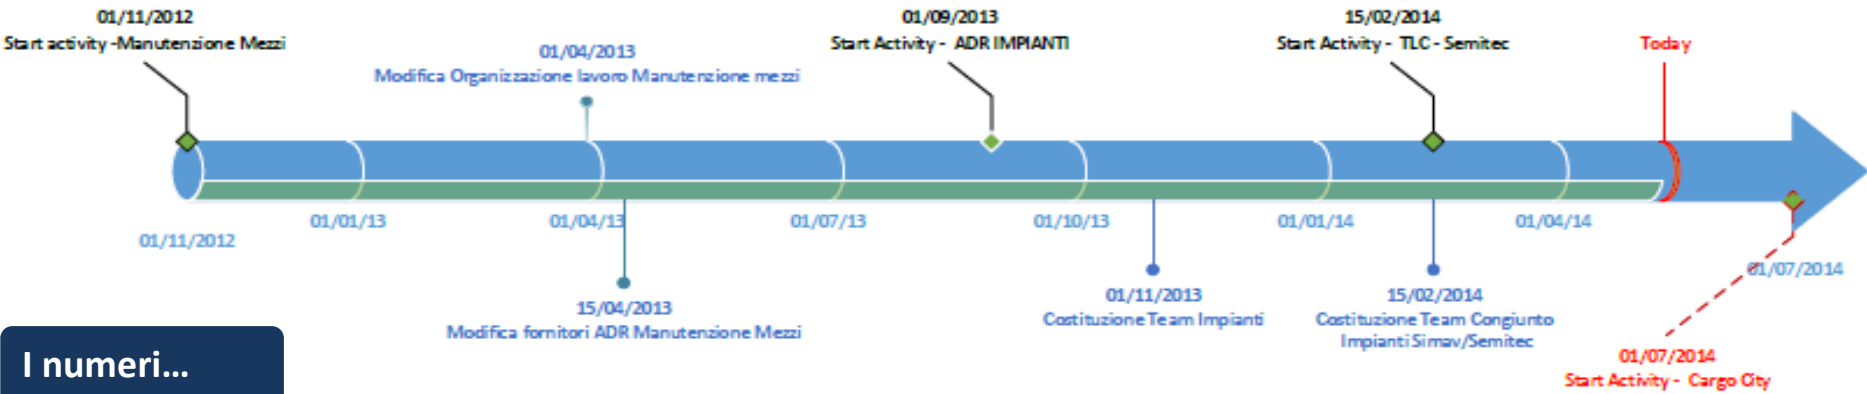 01/11/2012
Start activity -Manutenzione Mezzi
01/04/2013
Modifica Organizzazione lavoro Manutenzione mezzi
01/09/2013
Start Activity - ADR IMPIANTI
15/02/2014
Start Activity - TLC - Semitec
Today
01/11/2012
01/01/13
01/04/13
01/07/13
01/10/13
01/01/14
01/04/14
01/07/2014
15/04/2013
Modifica fornitori ADR Manutenzione Mezzi
01/11/2013
Costituzione Team Impianti
15/02/2014
Costituzione Team Congiunto
Impianti Simav/Semitec
01/07/2014
Start Activity - Cargo City
I numeri...